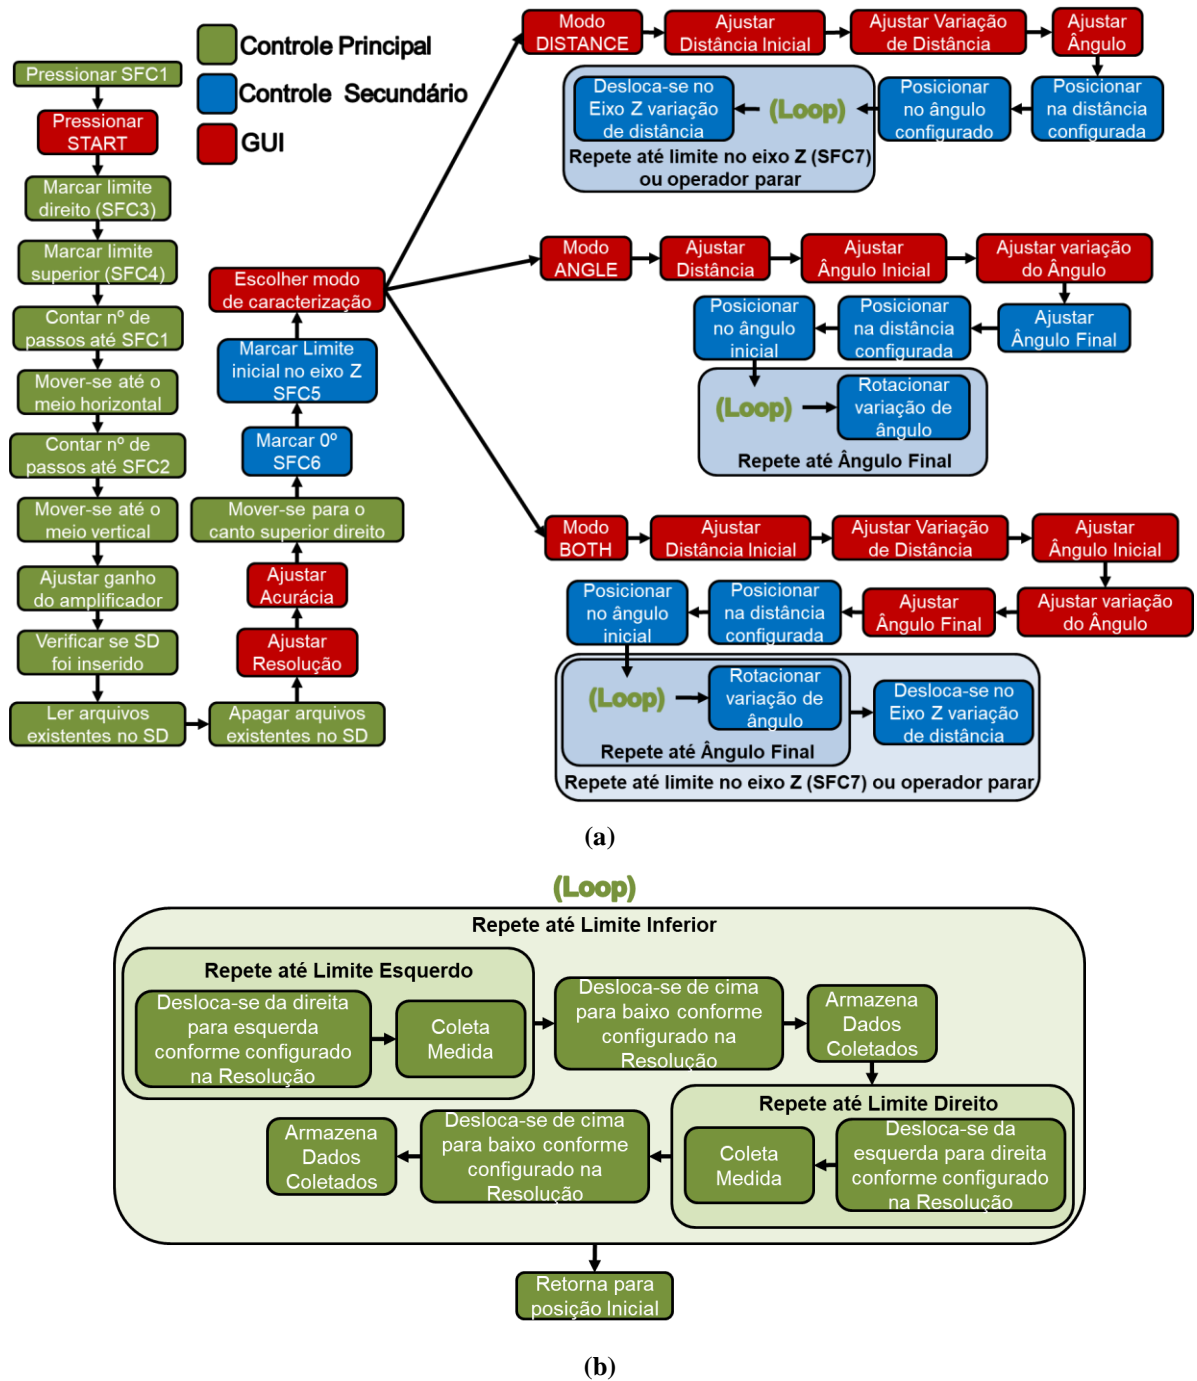 Controle Principal
Controle Secundário
GUI
Pressionar SFC1
Pressionar
START
Marcar limite
direito (SFC3)
Marcar limite
superior (SFC4)
Contar nº de
passos até SFC1
Mover-se até o
meio horizontal
Contar nº de
passos até SFC2
Mover-se até o
meio vertical
Ajustar ganho
do amplificador
Verificar se SD
foi inserido
Ler arquivos
existentes no SD
Apagar arquivos
existentes no SD
Ajustar
Resolução
Ajustar
Acurácia
Mover-se para o
canto superior direito
Marcar 0º
SFC6
Marcar Limite
inicial no eixo Z
SFC5
Escolher modo
de caracterização
Modo
DISTANCE
Ajustar
Distância Inicial
Ajustar Variação
de Distância
Ajustar
Ângulo
Posicionar
na distância
configurada
Posicionar
no ângulo
configurado
(Loop)
Desloca-se no
Eixo Z variação
de distância
Repete até limite no eixo Z (SFC7)
ou operador parar
Modo
ANGLE
Ajustar
Distância
Ajustar
Ângulo Inicial
Ajustar variação
do Ângulo
Ajustar
Ângulo Final
Posicionar
na distância
configurada
Posicionar
no ângulo
inicial
(Loop)
Rotacionar
variação de
ângulo
Repete até Ângulo Final
Modo
BOTH
Ajustar
Distância Inicial
Ajustar Variação
de Distância
Ajustar
Ângulo Inicial
Ajustar variação
do Ângulo
Ajustar
Ângulo Final
Posicionar
na distância
configurada
Posicionar
no ângulo
inicial
(Loop)
Rotacionar
variação de
ângulo
Repete até Ângulo Final
Desloca-se no
Eixo Z variação
de distância
Repete até limite no eixo Z (SFC7) ou operador parar
(a)
(Loop)
Repete até Limite Inferior
Repete até Limite Esquerdo
Desloca-se da direita
para esquerda
conforme configurado
na Resolução
Coleta
Medida
Desloca-se de cima
para baixo conforme
configurado na
Resolução
Armazena
Dados
Coletados
Repete até Limite Direito
Desloca-se da
esquerda para direita
conforme configurado
na Resolução
Coleta
Medida
Desloca-se de cima
para baixo conforme
configurado na
Resolução
Armazena
Dados
Coletados
Retorna para
posição Inicial
(b)